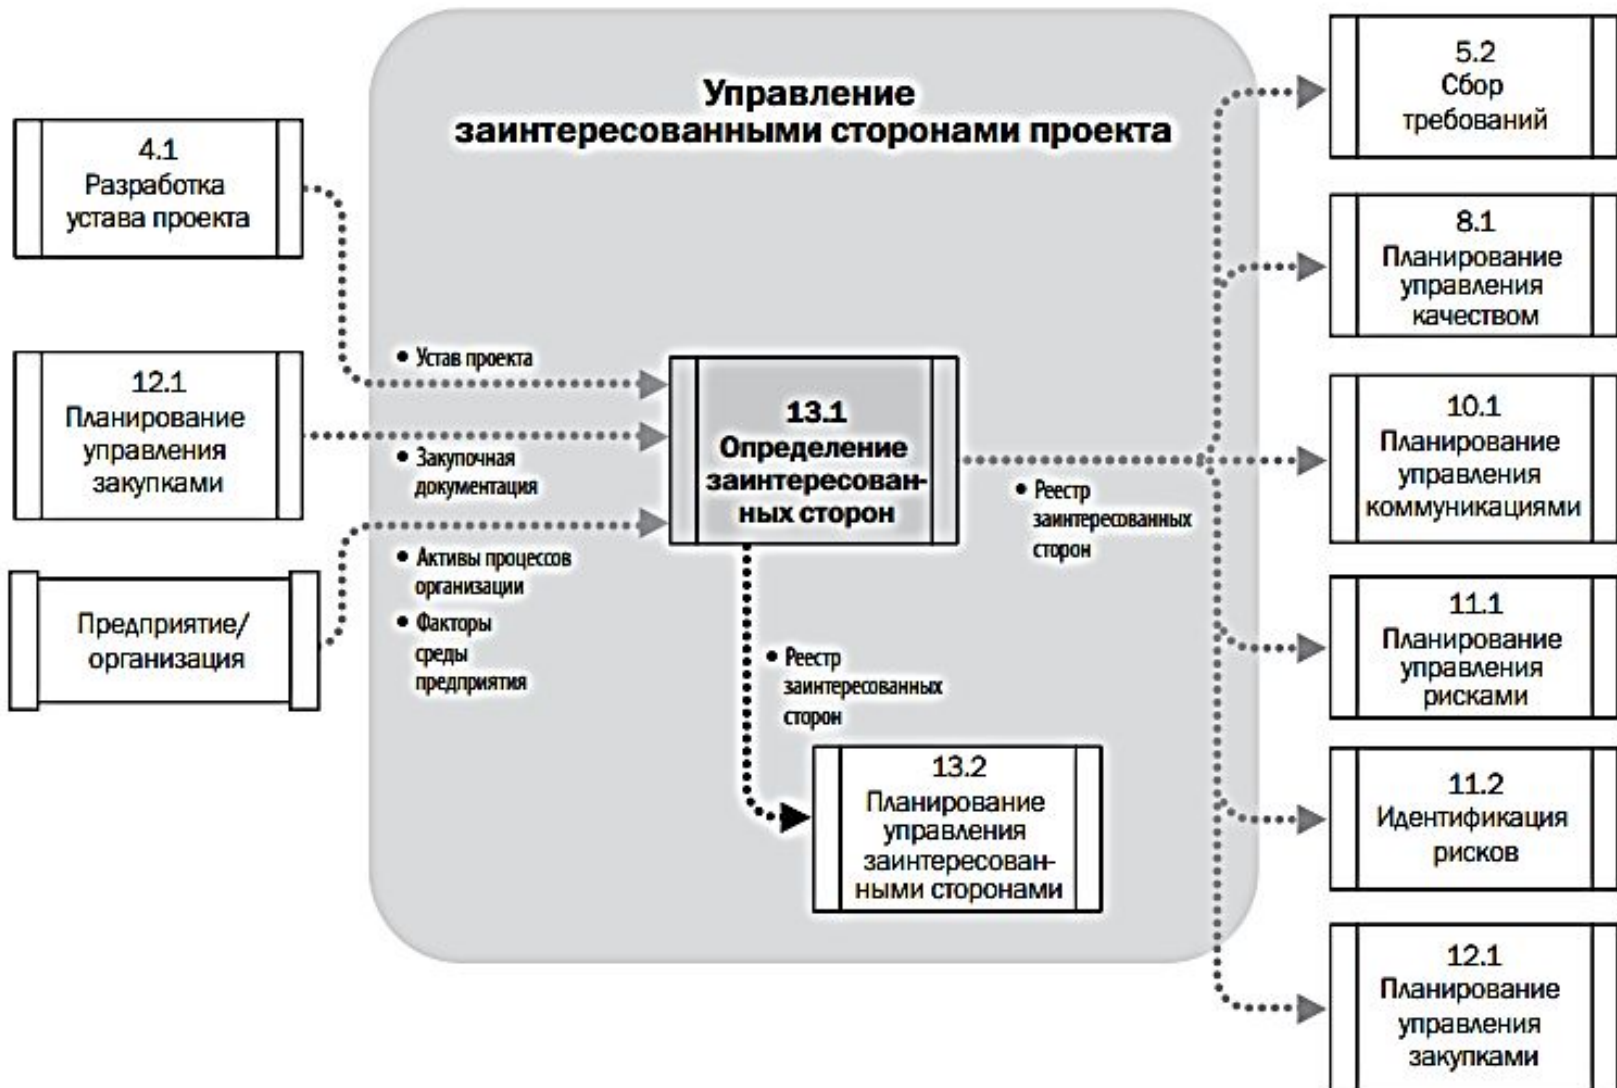 Управление
заинтересованными сторонами проекта
4.1
Разработка
устава проекта
12.1
Планирование
управления
закупками
Предприятие/
организация
• Устав проекта
• Закупочная
документация
• Активы процессов
организации
• Факторы
среды
предприятия
13.1
Определение
заинтересован-
ных сторон
• Реестр
заинтересованных
сторон
• Реестр
заинтересованных
сторон
13.2
Планирование
управления
заинтересован-
ными сторонами
5.2
Сбор
требований
8.1
Планирование
управления
качеством
10.1
Планирование
управления
коммуникациями
11.1
Планирование
управления
рисками
11.2
Идентификация
рисков
12.1
Планирование
управления
закупками